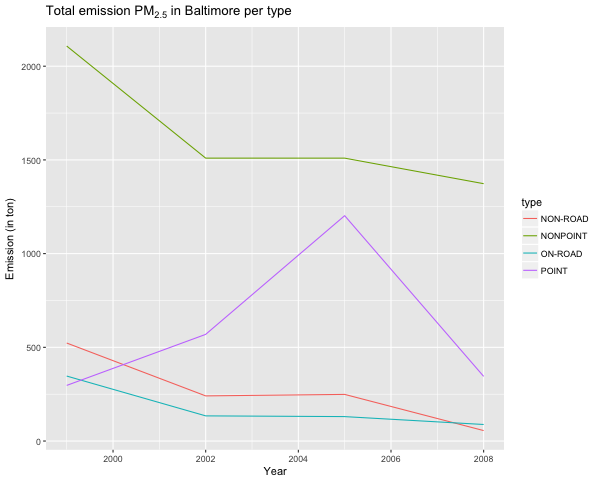 Total emission PM2.5 in Baltimore per type
2000
1500
1000
500
0
Emission (in ton)
2000 2002 2004 2006 2008
Year
type
NON-ROAD
NONPOINT
ON-ROAD
POINT